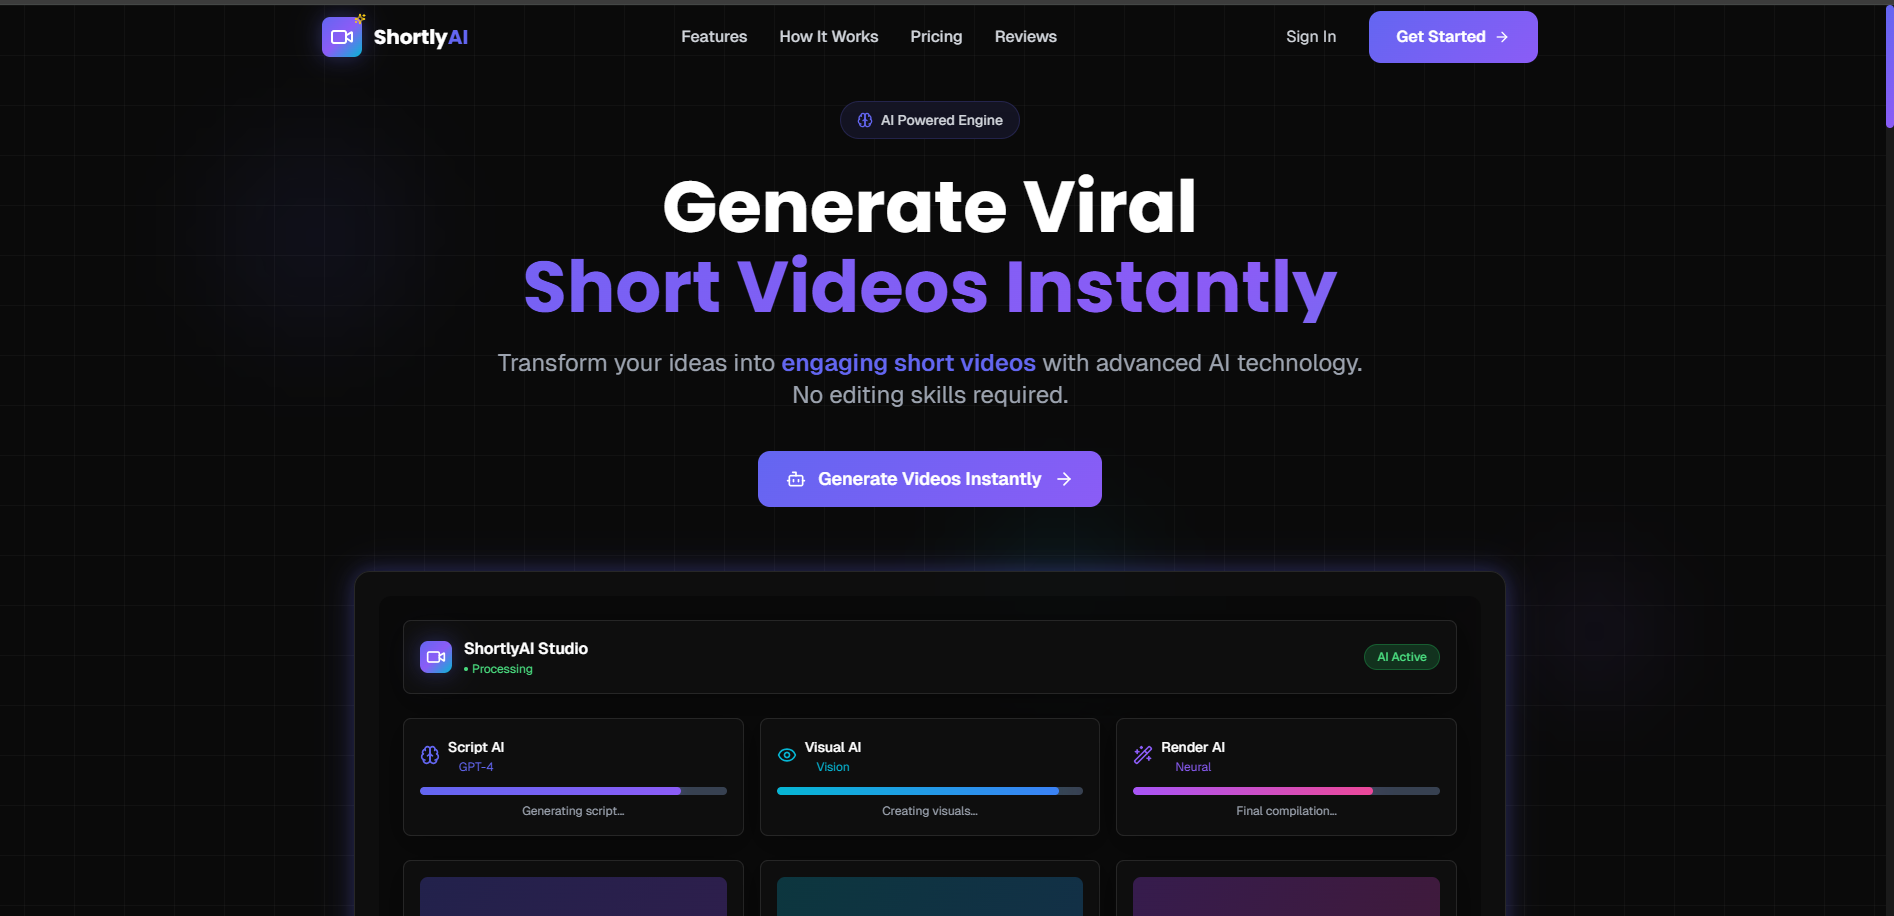 ShortlyAI
Features
How It Works
Pricing
Reviews
Sign In
Get Started
AI Powered Engine
Generate Viral
Short Videos Instantly
Transform your ideas into engaging short videos with advanced AI technology.
No editing skills required.
Generate Videos Instantly
ShortlyAI Studio
• Processing
AI Active
Script AI
GPT-4
Generating script...
Visual AI
Vision
Creating visuals...
Render AI
Neural
Final compilation...